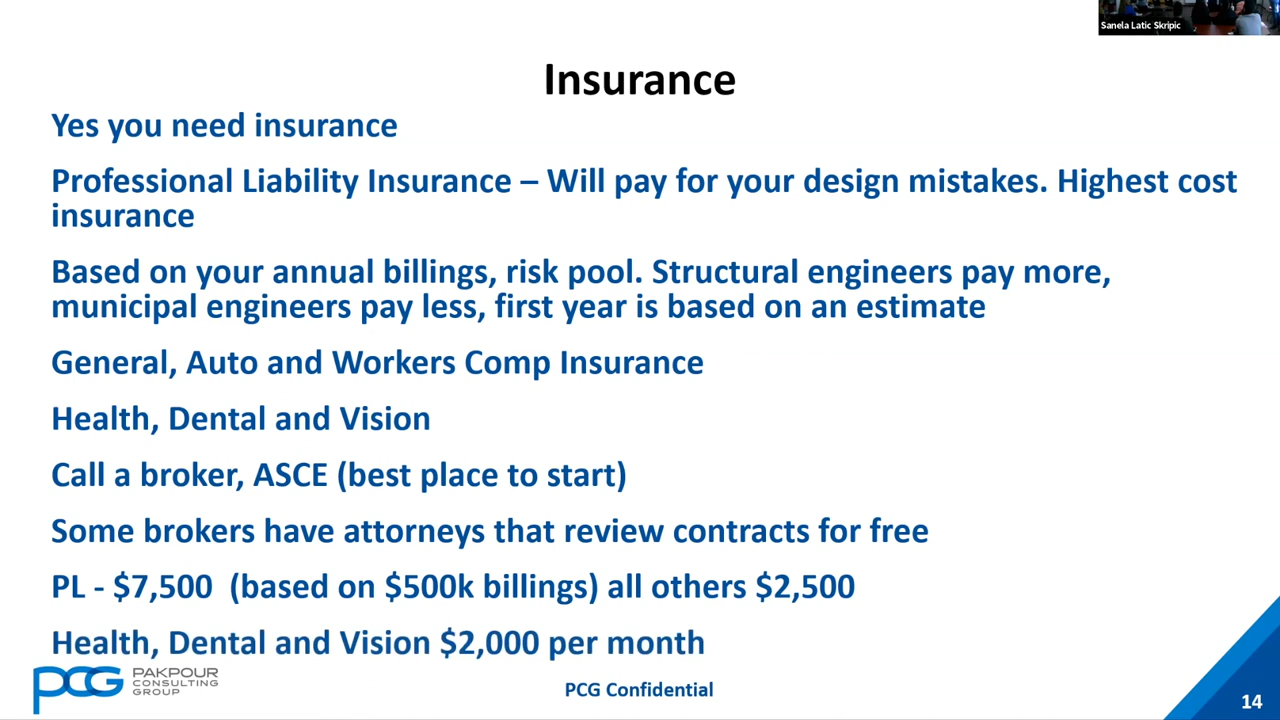 Sanela Latic Skripic
Insurance
Yes you need insurance
Professional Liability Insurance – Will pay for your design mistakes. Highest cost
insurance
Based on your annual billings, risk pool. Structural engineers pay more,
municipal engineers pay less, first year is based on an estimate
General, Auto and Workers Comp Insurance
Health, Dental and Vision
Call a broker, ASCE (best place to start)
Some brokers have attorneys that review contracts for free
PL - $7,500  (based on $500k billings) all others $2,500
Health, Dental and Vision $2,000 per month
PCG
PAKPOUR
CONSULTING
GROUP
PCG Confidential
14